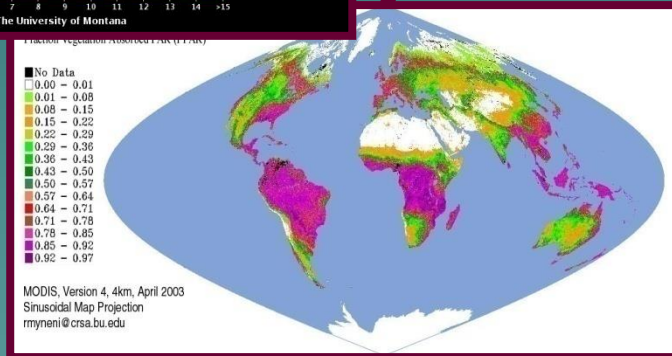 7 8 9 10 11 12 13 14 >15
The University of Montana
Fraction Vegetation Absorbed PAR (FPAR)
No Data
0.00 - 0.01
0.01 - 0.08
0.08 - 0.15
0.15 - 0.22
0.22 - 0.29
0.29 - 0.36
0.36 - 0.43
0.43 - 0.50
0.50 - 0.57
0.57 - 0.64
0.64 - 0.71
0.71 - 0.78
0.78 - 0.85
0.85 - 0.92
0.92 - 0.97
MODIS, Version 4, 4km, April 2003
Sinusoidal Map Projection
rmyneni@crsa.bu.edu